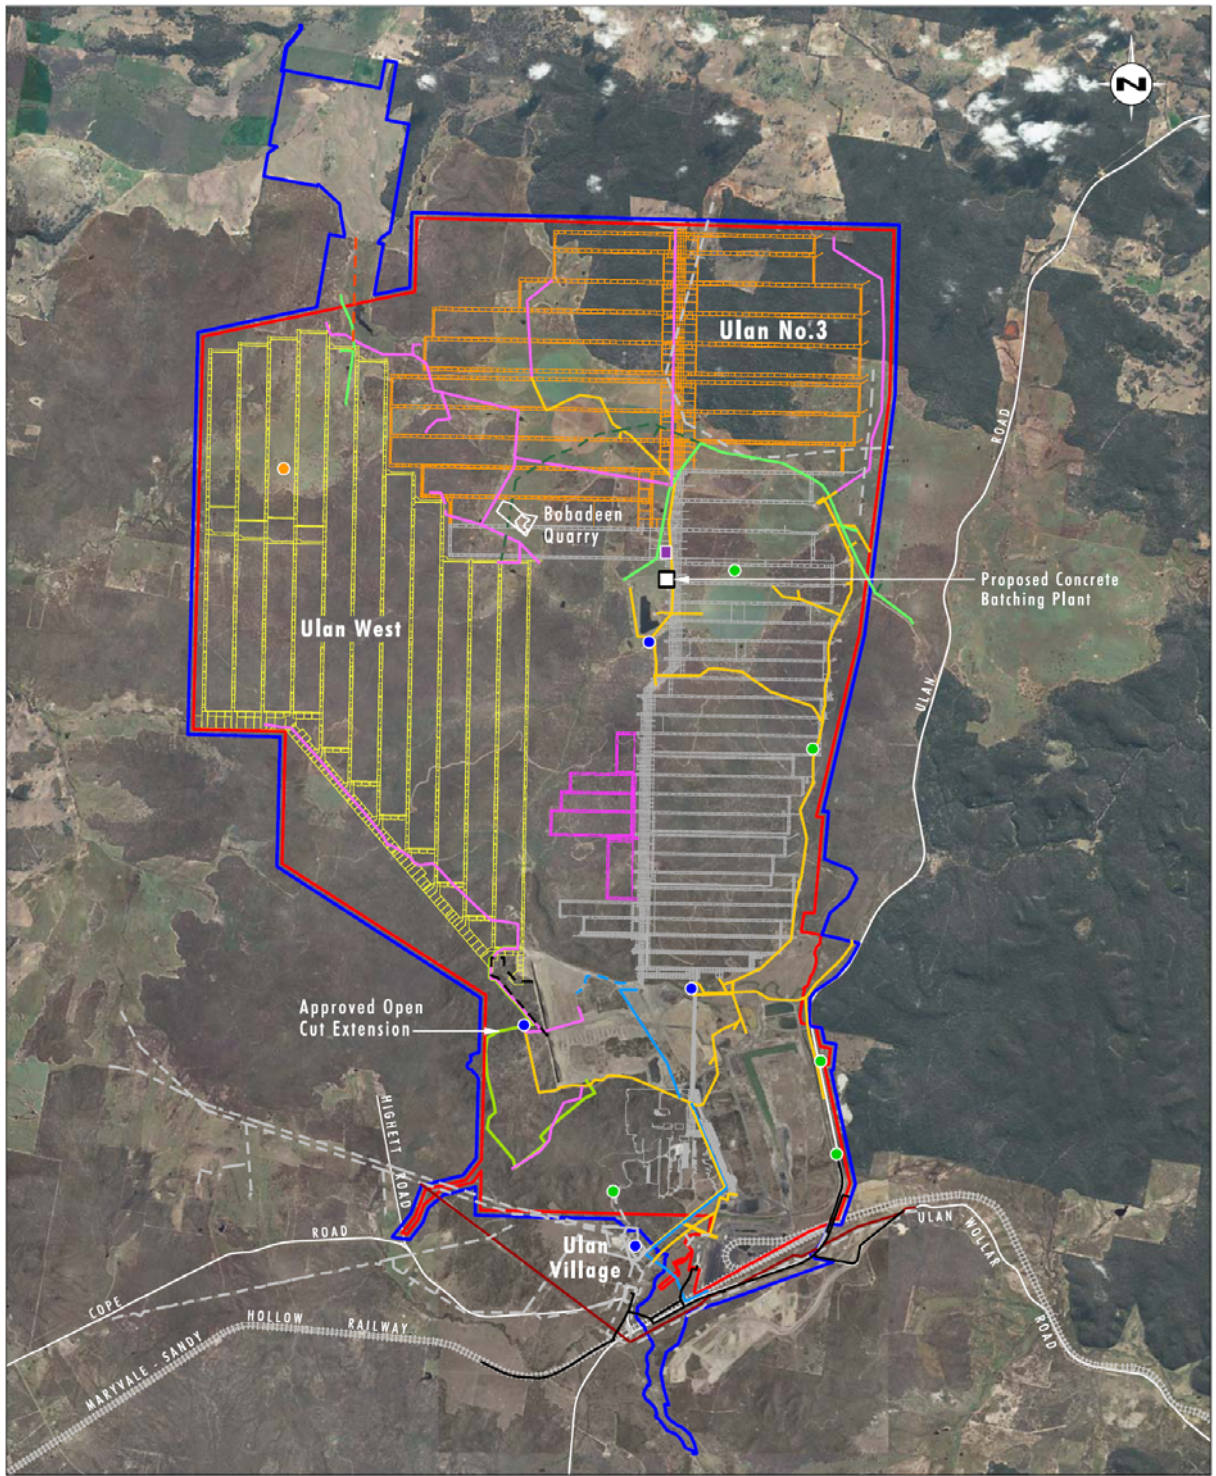 N
Ulan No.3
ROAD
Bobadeen
Quarry
Proposed Concrete
Batching Plant
Ulan West
ULAN
Approved Open
Cut Extension
HIGHETT
ROAD
ROAD
Ulan
Village
ULAN
WOLLAR
ROAD
COPE
HOLLOW
RAILWAY
MARYVALE - SANDY